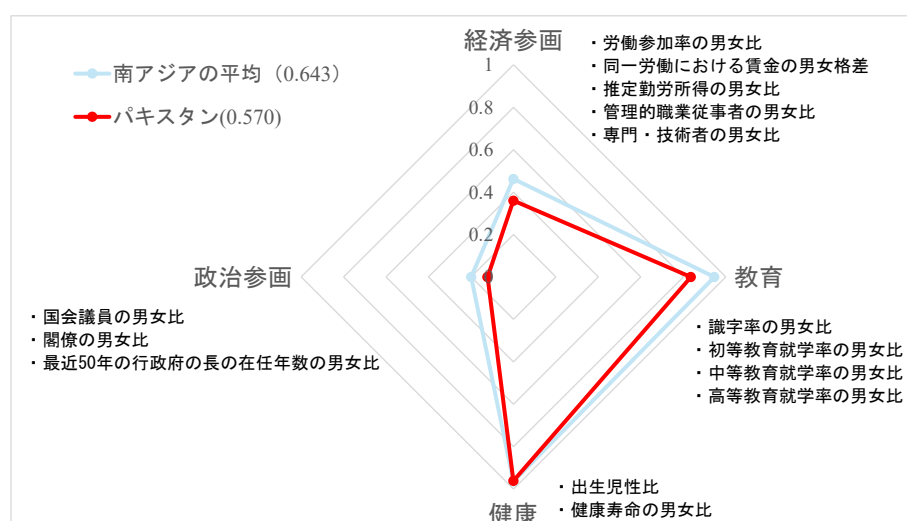 経済参画
・労働参加率の男女比
・同一労働における賃金の男女格差
・推定勤労所得の男女比
・管理的職業従事者の男女比
・専門・技術者の男女比
南アジアの平均（0.643）
パキスタン(0.570)
1
0.8
0.6
0.4
0.2
政治参画
・国会議員の男女比
・閣僚の男女比
・最近50年の行政府の長の在任年数の男女比
教育
・識字率の男女比
・初等教育就学率の男女比
・中等教育就学率の男女比
・高等教育就学率の男女比
健康
・出生児性比
・健康寿命の男女比